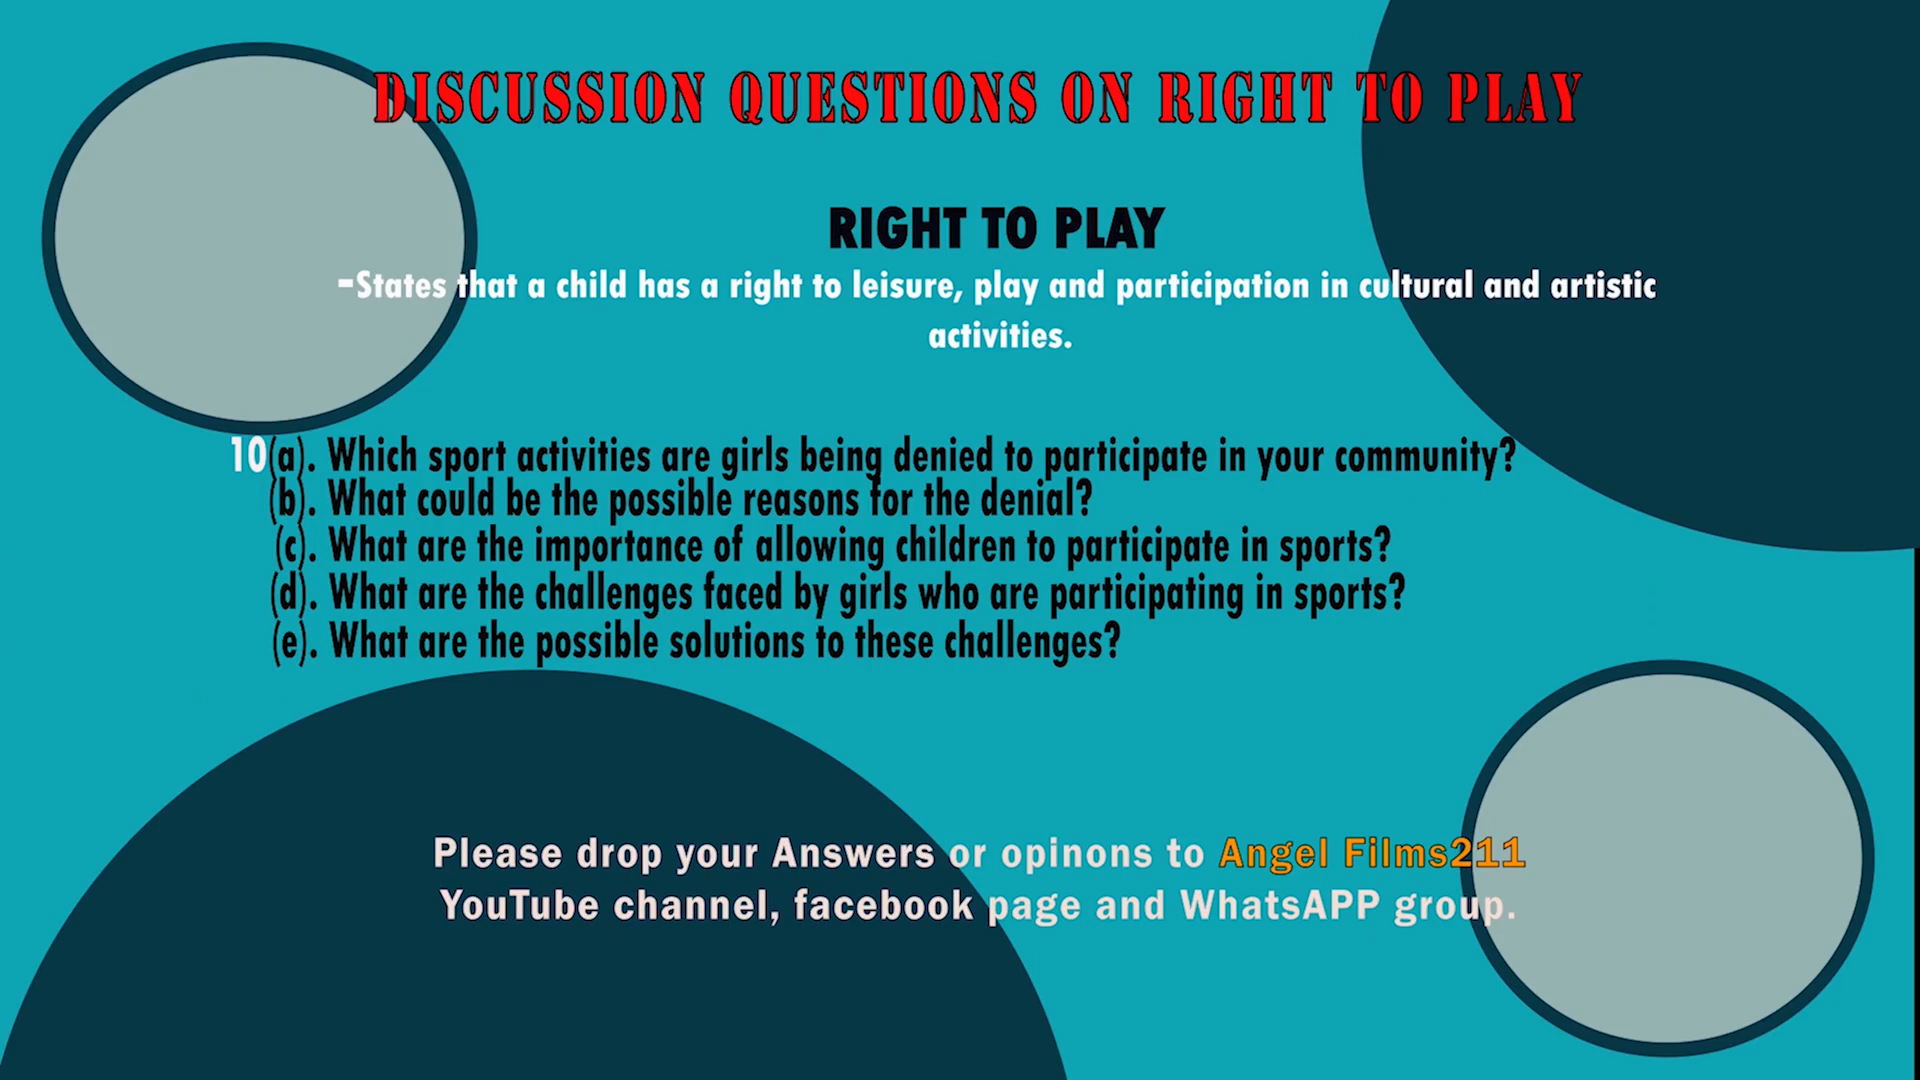 DISCUSSION QUESTIONS ON RIGHT TO PLAY
RIGHT TO PLAY
-States that a child has a right to leisure, play and participation in cultural and artistic
activities.
10(a). Which sport activities are girls being denied to participate in your community?
(b). What could be the possible reasons for the denial?
(c). What are the importance of allowing children to participate in sports?
(d). What are the challenges faced by girls who are participating in sports?
(e). What are the possible solutions to these challenges?
Please drop your Answers or opinons to Angel Films211
YouTube channel, facebook page and WhatsAPP group.